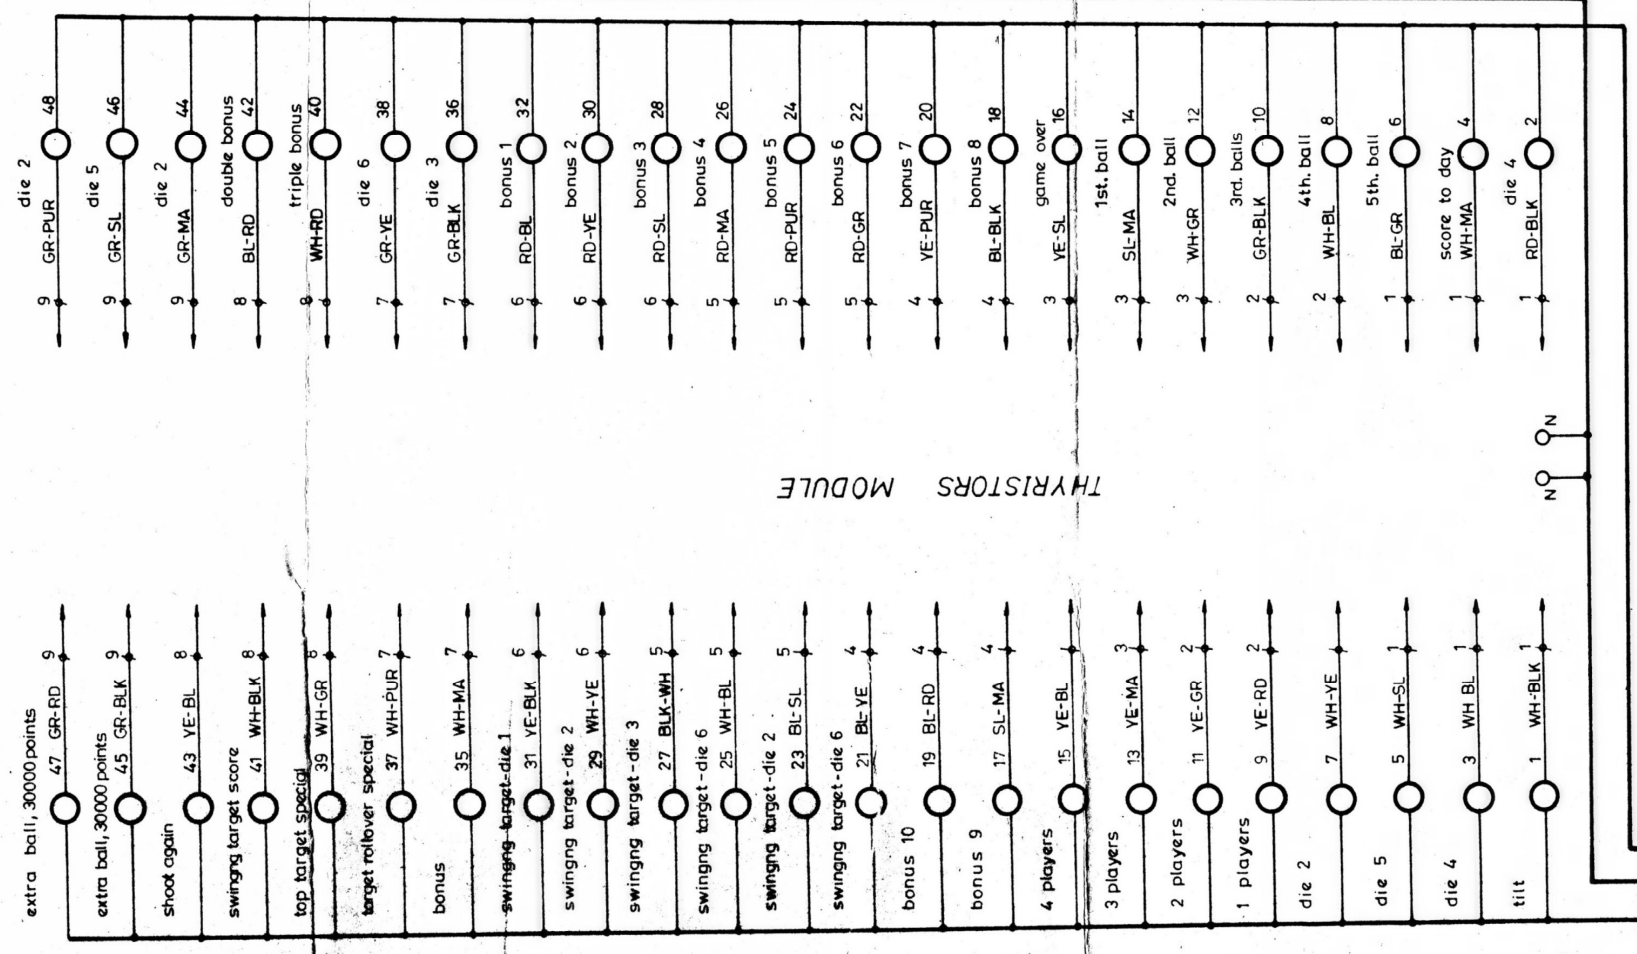 die 2
48
GR-PUR
9
die 5
46
GR-SL
9
die 2
44
GR-MA
9
double bonus
42
BL-RD
8
triple bonus
40
WH-RD
8
die 6
38
GR-YE
7
die 3
36
GR-BLK
7
bonus 1
32
RD-BL
6
bonus 2
30
RD-YE
6
bonus 3
28
RD-SL
6
bonus 4
26
RD-MA
5
bonus 5
24
RD-PUR
5
bonus 6
22
RD-GR
5
bonus 7
20
YE-PUR
4
bonus 8
18
BL-BLK
4
game over
16
YE-SL
3
1st. ball
14
SL-MA
3
2nd. ball
12
WH-GR
3
3rd. balls
10
GR-BLK
2
4th. ball
8
WH-BL
2
5th. ball
6
BL-GR
1
score to day
4
WH-MA
1
die 4
2
RD-BLK
1
THYRISTORS MODULE
N
N
extra ball, 30000 points
47 GR-RD 9
extra ball, 30000 points
45 GR-BLK 9
shoot again
43 YE-BL 8
swingng target score
41 WH-BLK 8
top target special
39 WH-GR 8
target rollover special
37 WH-PUR 7
bonus
35 WH-MA 7
swingng target-die 1
31 YE-BLK 6
swingng target-die 2
29 WH-YE 6
swingng target-die 3
27 BLK-WH 5
swingng target-die 6
25 WH-BL 5
swingng target-die 2
23 BL-SL 5
swingng target-die 6
21 BL-YE 4
bonus 10
19 BL-RD 4
bonus 9
17 SL-MA 4
4 players
15 YE-BL
3 players
13 YE-MA 3
2 players
11 YE-GR 2
1 players
9 YE-RD 2
die 2
7 WH-YE
die 5
5 WH-SL 1
die 4
3 WH BL 1
tilt
1 WH-BLK 1